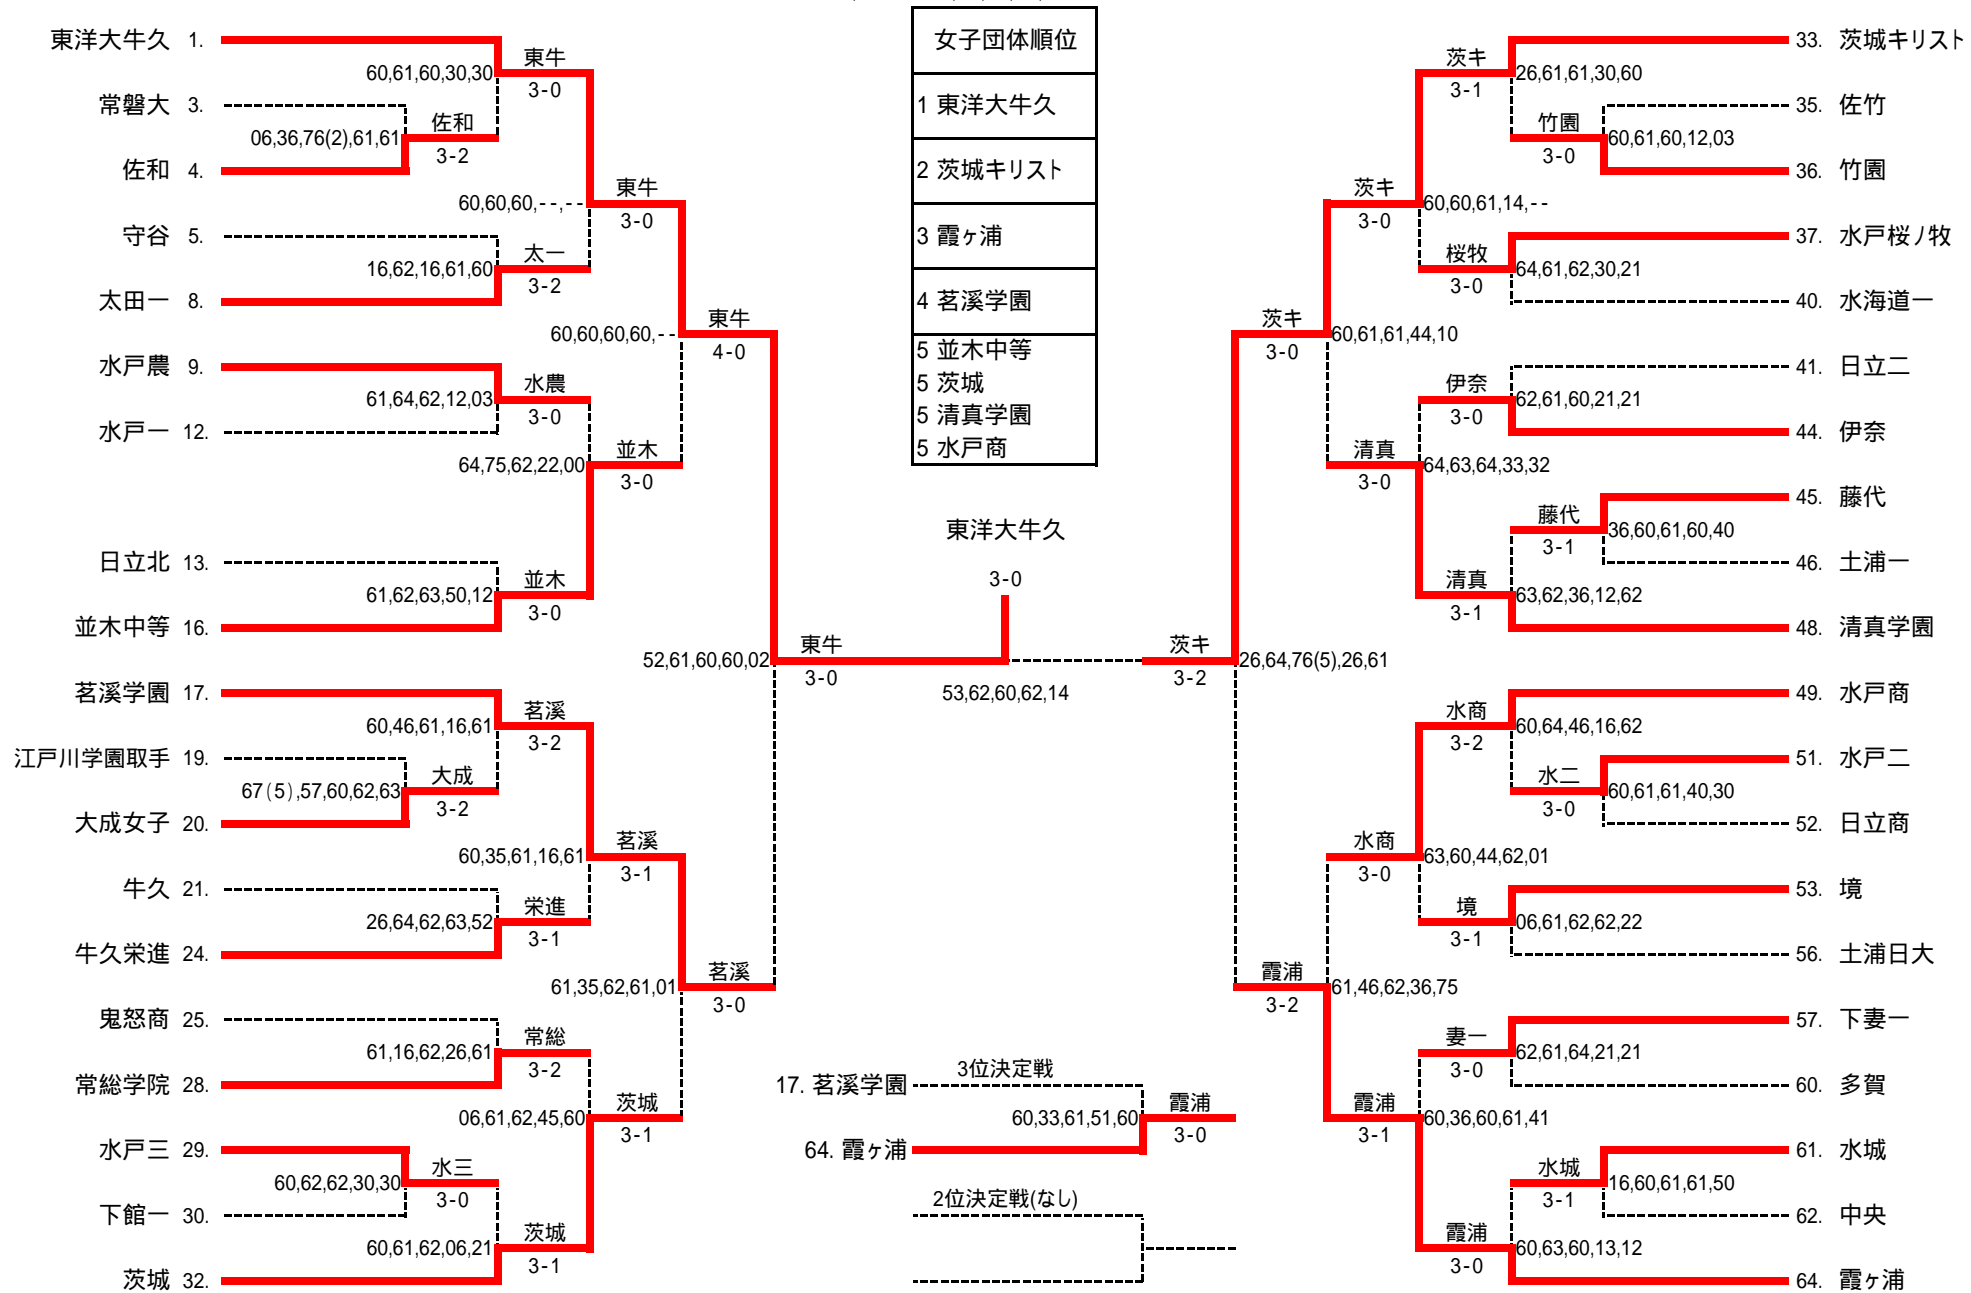 女子団体順位
1 東洋大牛久
2 茨城キリスト
3 霞ヶ浦
4 茗溪学園
5 並木中等
5 茨城
5 清真学園
5 水戸商
東洋大牛久 1.
東牛
60,61,60,30,30
3-0
常磐大 3.
佐和
06,36,76(2),61,61
3-2
佐和 4.
東牛
60,60,60,--,--
3-0
守谷 5.
太一
16,62,16,61,60
3-2
太田一 8.
東牛
60,60,60,60,--
4-0
水戸農 9.
水農
61,64,62,12,03
3-0
水戸一 12.
並木
64,75,62,22,00
3-0
日立北 13.
並木
61,62,63,50,12
3-0
並木中等 16.
東牛
52,61,60,60,02
3-0
茗溪学園 17.
茗溪
60,46,61,16,61
3-2
江戸川学園取手 19.
大成
67(5),57,60,62,63
3-2
大成女子 20.
茗溪
60,35,61,16,61
3-1
牛久 21.
栄進
26,64,62,63,52
3-1
牛久栄進 24.
茗溪
61,35,62,61,01
3-0
鬼怒商 25.
常総
61,16,62,26,61
3-2
常総学院 28.
茨城
06,61,62,45,60
3-1
水戸三 29.
水三
60,62,62,30,30
3-0
下館一 30.
茨城
60,61,62,06,21
3-1
茨城 32.
東洋大牛久
3-0
53,62,60,62,14
3位決定戦
17. 茗溪学園
霞浦
60,33,61,51,60
3-0
64. 霞ヶ浦
2位決定戦(なし)
33. 茨城キリスト
茨キ
26,61,61,30,60
3-1
35. 佐竹
竹園
60,61,60,12,03
3-0
36. 竹園
茨キ
60,60,61,14,--
3-0
37. 水戸桜ノ牧
桜牧
64,61,62,30,21
3-0
40. 水海道一
茨キ
60,61,61,44,10
3-0
41. 日立二
伊奈
62,61,60,21,21
3-0
44. 伊奈
清真
64,63,64,33,32
3-0
45. 藤代
藤代
36,60,61,60,40
3-1
46. 土浦一
清真
63,62,36,12,62
3-1
48. 清真学園
茨キ
26,64,76(5),26,61
3-2
49. 水戸商
水商
60,64,46,16,62
3-2
51. 水戸二
水二
60,61,61,40,30
3-0
52. 日立商
水商
63,60,44,62,01
3-0
53. 境
境
06,61,62,62,22
3-1
56. 土浦日大
霞浦
61,46,62,36,75
3-2
57. 下妻一
妻一
62,61,64,21,21
3-0
60. 多賀
霞浦
60,36,60,61,41
3-1
61. 水城
水城
16,60,61,61,50
3-1
62. 中央
霞浦
60,63,60,13,12
3-0
64. 霞ヶ浦